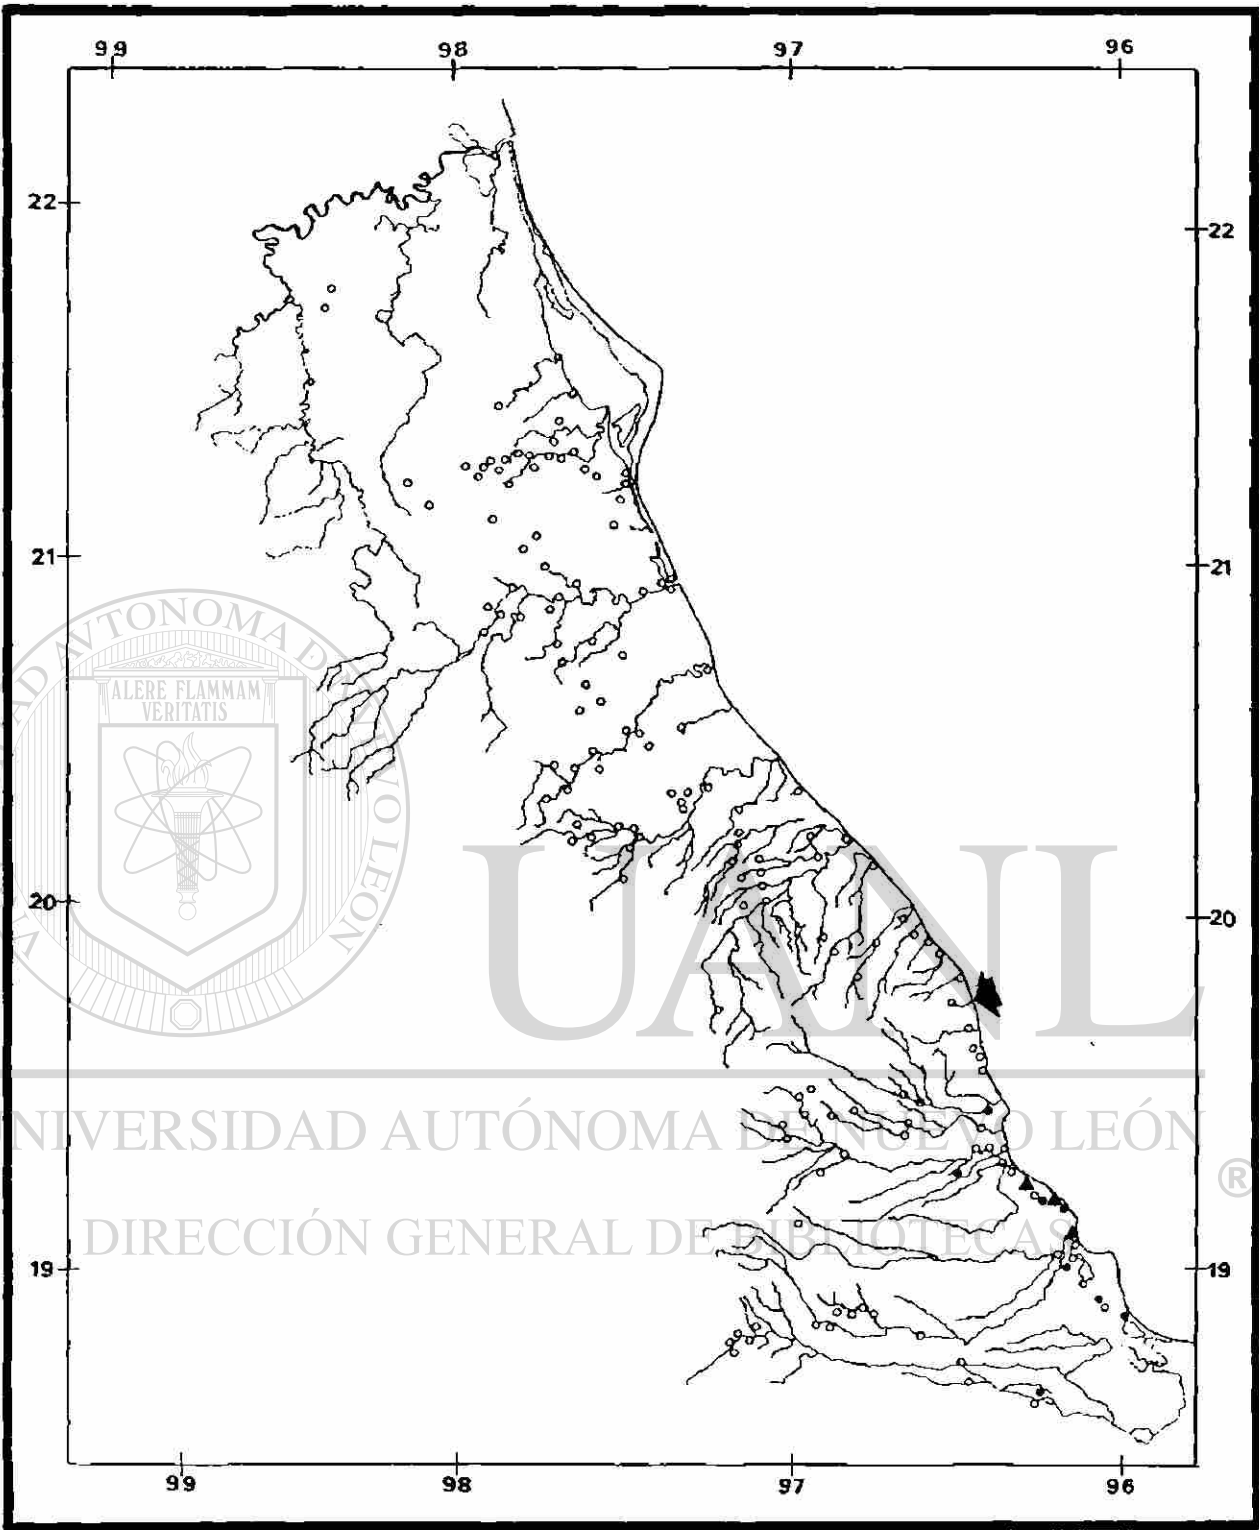 99 98 97 96
22 22
21 21
20 20
19 19
99 98 97 96
ALERE FLAMMAM
VERITATIS
UANL
UNIVERSIDAD AUTÓNOMA DE NUEVO LEÓN
®
DIRECCIÓN GENERAL DE BIBLIOTECAS